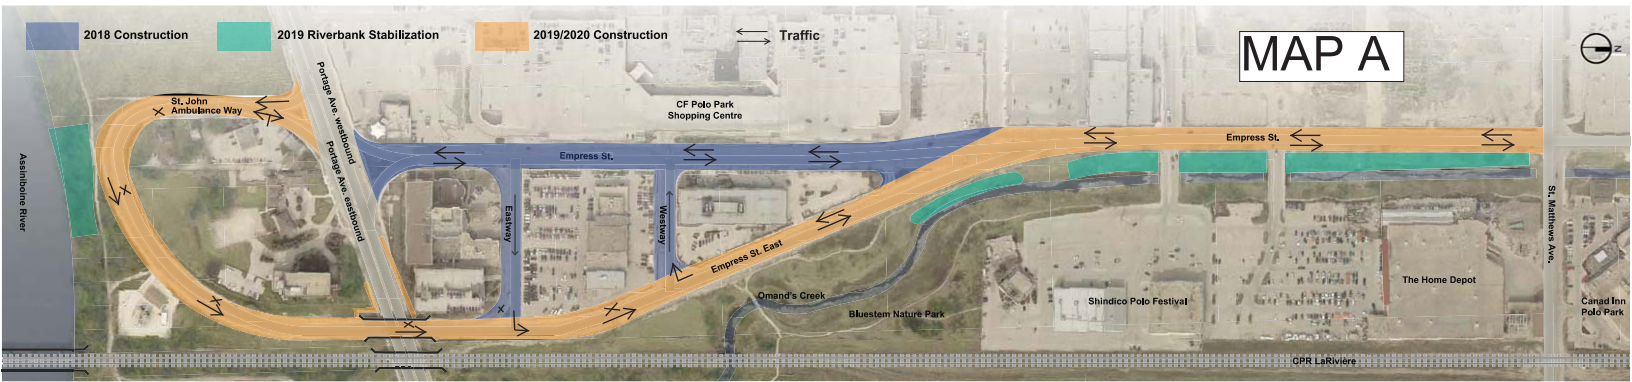 2018 Construction
2019 Riverbank Stabilization
2019/2020 Construction
Traffic
MAP A
N
St. John
Ambulance Way
Portage Ave. westbound
Portage Ave. eastbound
CF Polo Park
Shopping Centre
Empress St.
Empress St.
Assiniboine River
Eastway
Westway
Empress St. East
Omand's Creek
Bluestem Nature Park
Shindico Polo Festival
The Home Depot
St. Matthews Ave.
Canad Inn
Polo Park
CPR LaRivière